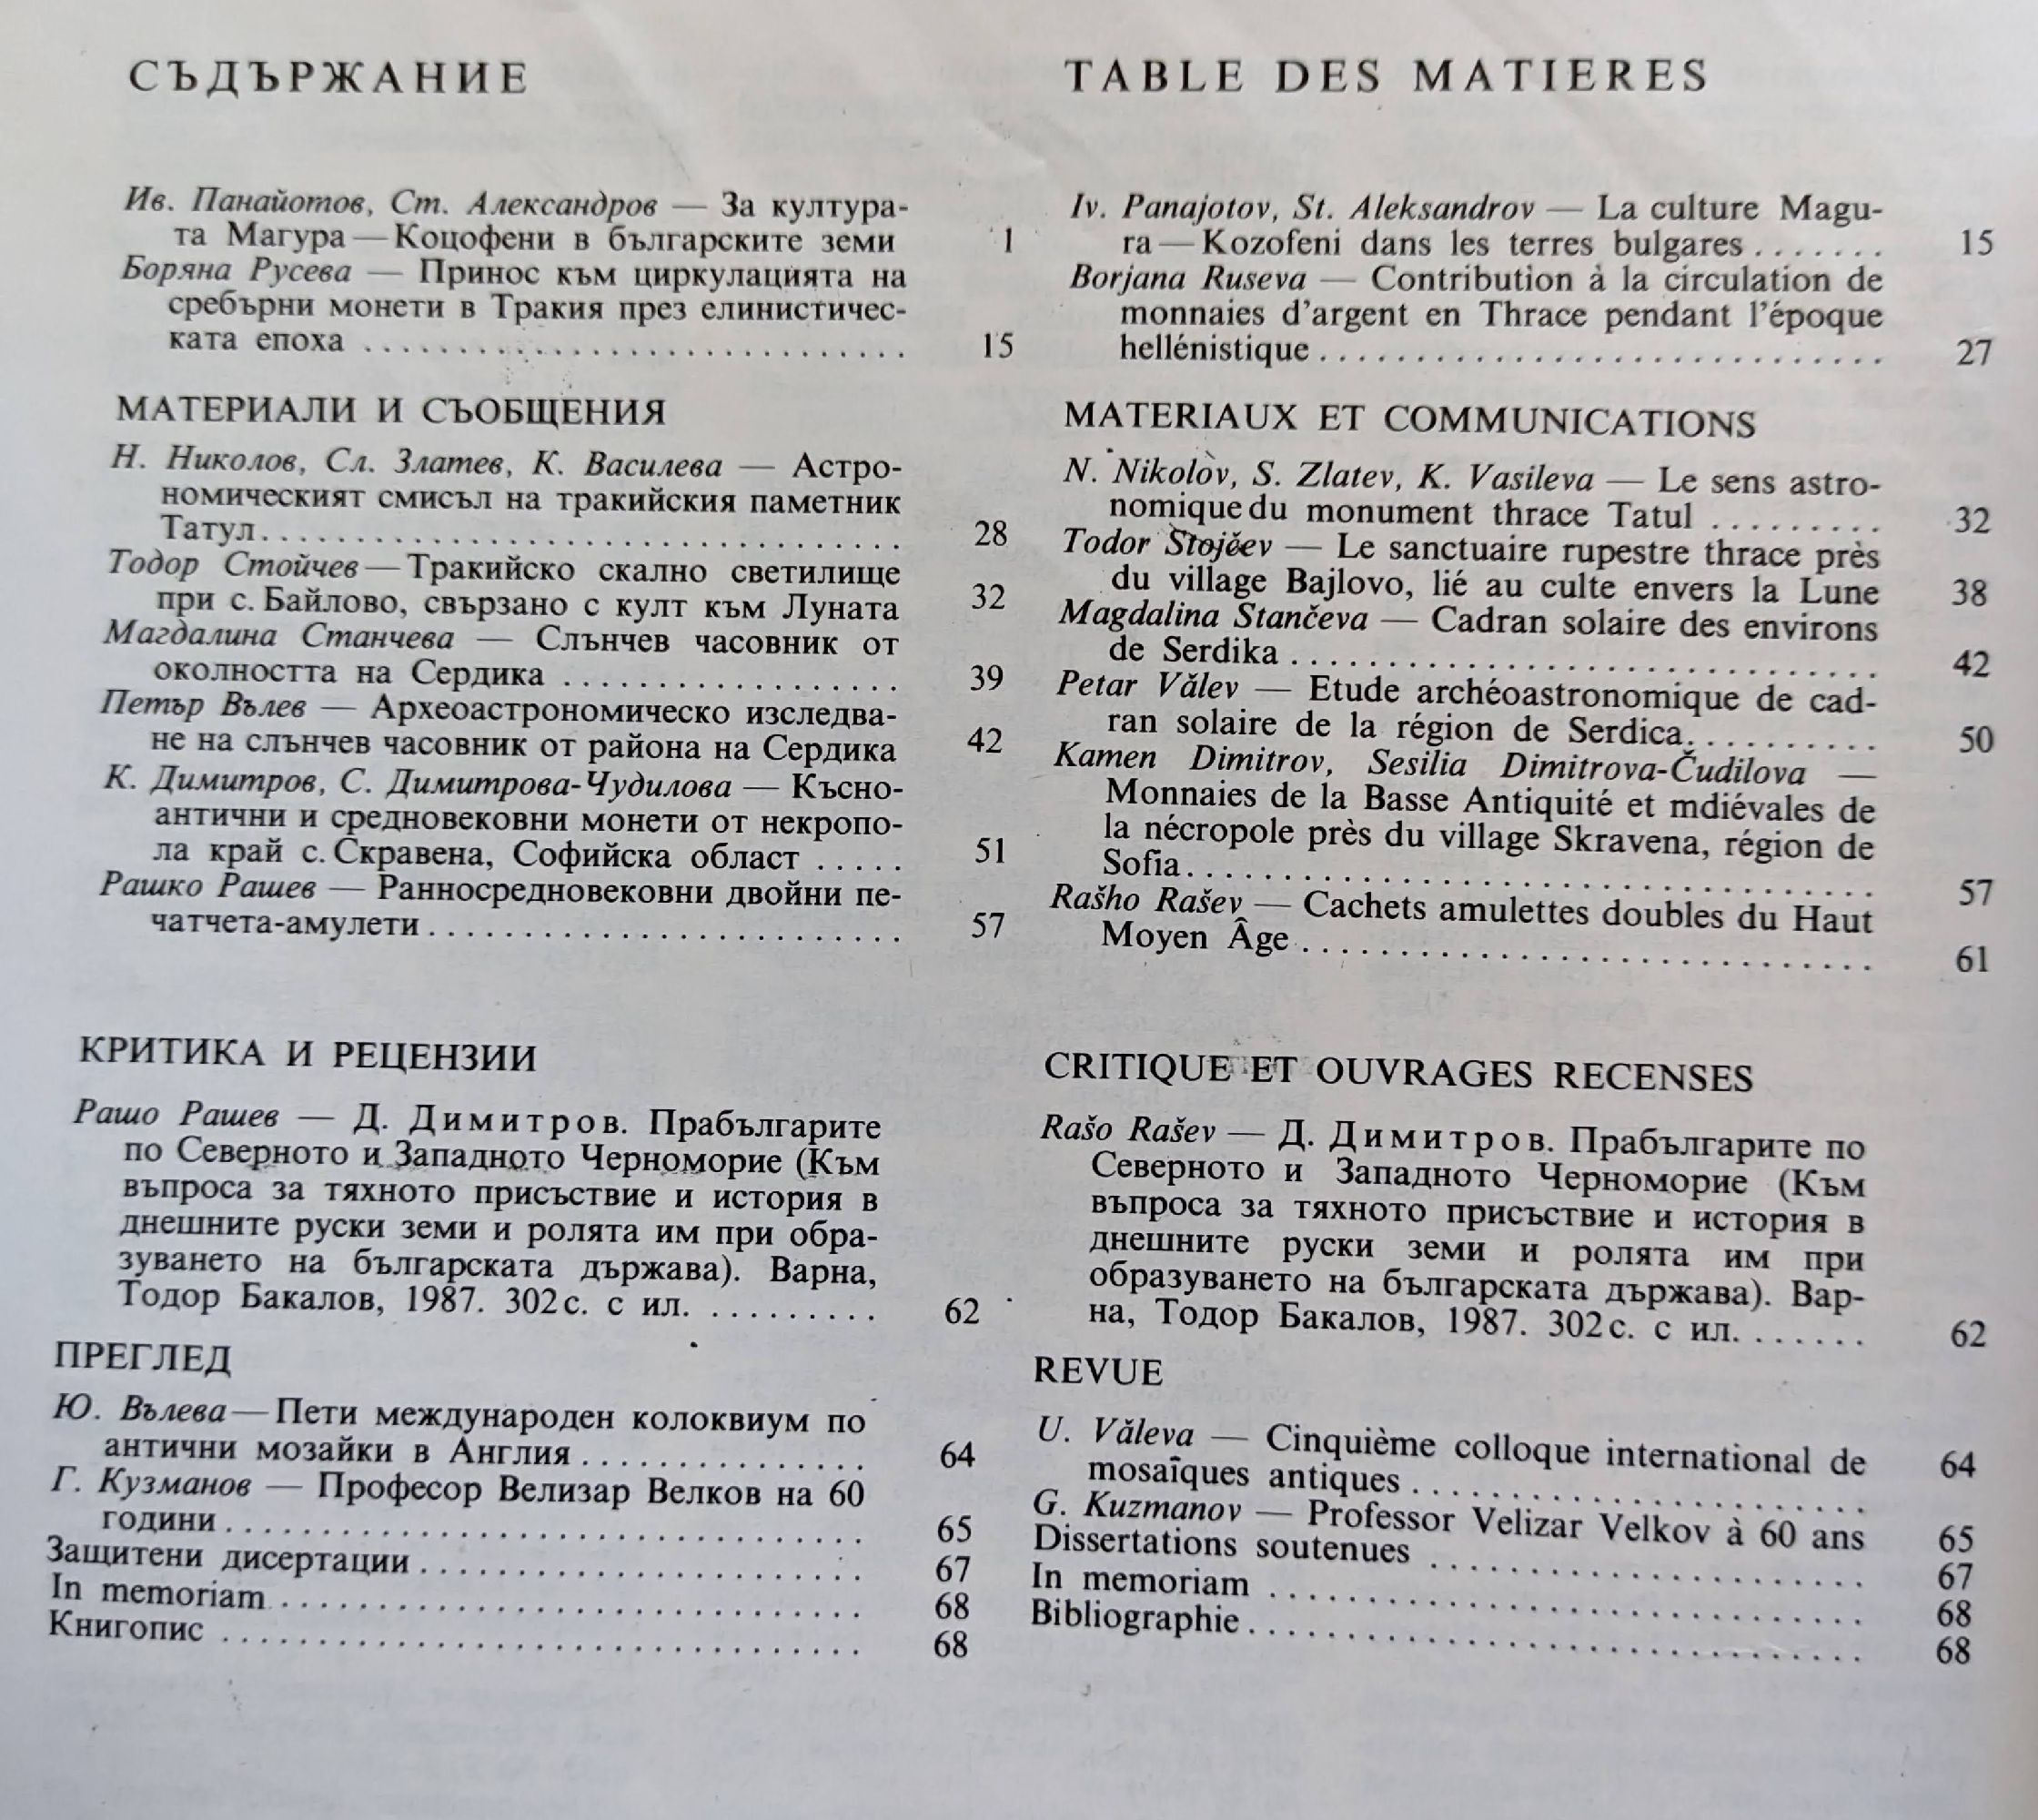 СЪДЪРЖАНИЕ
Ив. Панайотов, Ст. Александров — За култура-
та Магура — Коцофени в българските земи 1
Боряна Русева — Принос към циркулацията на
сребърни монети в Тракия през елинистичес-
ката епоха . . . . . . . . . . . . . . . . . . . . . . . . . . . . 15
МАТЕРИАЛИ И СЪОБЩЕНИЯ
Н. Николов, Сл. Златев, К. Василева — Астро-
номическият смисъл на тракийския паметник
Татул. . . . . . . . . . . . . . . . . . . . . . . . . . . . . . . . . 28
Тодор Стойчев — Тракийско скално светилище
при с. Байлово, свързано с култ към Луната 32
Магдалина Станчева — Слънчев часовник от
околността на Сердика . . . . . . . . . . . . . . . . . . 39
Петър Вълев — Археоастрономическо изследва-
не на слънчев часовник от района на Сердика 42
К. Димитров, С. Димитрова-Чудилова — Късно-
антични и средновековни монети от некропо-
ла край с. Скравена, Софийска област . . . . . 51
Рашко Рашев — Ранносредновековни двойни пе-
чатчета-амулети . . . . . . . . . . . . . . . . . . . . . . . . . 57
КРИТИКА И РЕЦЕНЗИИ
Рашо Рашев — Д. Димитров. Прабългарите
по Северното и Западното Черноморие (Към
въпроса за тяхното присъствие и история в
днешните руски земи и ролята им при обра-
зуването на българската държава). Варна,
Тодор Бакалов, 1987. 302 с. с ил. . . . . . . . . . 62
ПРЕГЛЕД
Ю. Вълева — Пети международен колоквиум по
антични мозайки в Англия . . . . . . . . . . . . . . . 64
Г. Кузманов — Професор Велизар Велков на 60
години . . . . . . . . . . . . . . . . . . . . . . . . . . . . . . . . . 65
Защитени дисертации . . . . . . . . . . . . . . . . . . . . . . . 67
In memoriam . . . . . . . . . . . . . . . . . . . . . . . . . . . . . . 68
Книгопис . . . . . . . . . . . . . . . . . . . . . . . . . . . . . . . . . 68
TABLE DES MATIERES
Iv. Panajotov, St. Aleksandrov — La culture Magu-
ra — Kozofeni dans les terres bulgares . . . . . . . 15
Borjana Ruseva — Contribution à la circulation de
monnaies d'argent en Thrace pendant l'époque
hellénistique . . . . . . . . . . . . . . . . . . . . . . . . . . . . . 27
MATERIAUX ET COMMUNICATIONS
N. Nikolov, S. Zlatev, K. Vasileva — Le sens astro-
nomique du monument thrace Tatul . . . . . . . . . 32
Todor Stojčev — Le sanctuaire rupestre thrace près
du village Bajlovo, lié au culte envers la Lune 38
Magdalina Stančeva — Cadran solaire des environs
de Serdika . . . . . . . . . . . . . . . . . . . . . . . . . . . . . . . 42
Petar Vălev — Etude archéoastronomique de cad-
ran solaire de la région de Serdica. . . . . . . . . . 50
Kamen Dimitrov, Sesilia Dimitrova-Čudilova —
Monnaies de la Basse Antiquité et mdiévales de
la nécropole près du village Skravena, région de
Sofia. . . . . . . . . . . . . . . . . . . . . . . . . . . . . . . . . . . . 57
Rašho Rašev — Cachets amulettes doubles du Haut
Moyen Âge . . . . . . . . . . . . . . . . . . . . . . . . . . . . . . 61
CRITIQUE ET OUVRAGES RECENSES
Rašo Rašev — Д. Димитров. Прабългарите по
Северното и Западното Черноморие (Към
въпроса за тяхното присъствие и история в
днешните руски земи и ролята им при
образуването на българската държава). Вар-
на, Тодор Бакалов, 1987. 302 с. с ил. . . . . . . 62
REVUE
U. Văleva — Cinquième colloque international de
mosaïques antiques . . . . . . . . . . . . . . . . . . . . . . . . 64
G. Kuzmanov — Professor Velizar Velkov à 60 ans 65
Dissertations soutenues . . . . . . . . . . . . . . . . . . . . . . . 67
In memoriam . . . . . . . . . . . . . . . . . . . . . . . . . . . . . . . 68
Bibliographie . . . . . . . . . . . . . . . . . . . . . . . . . . . . . . . . 68